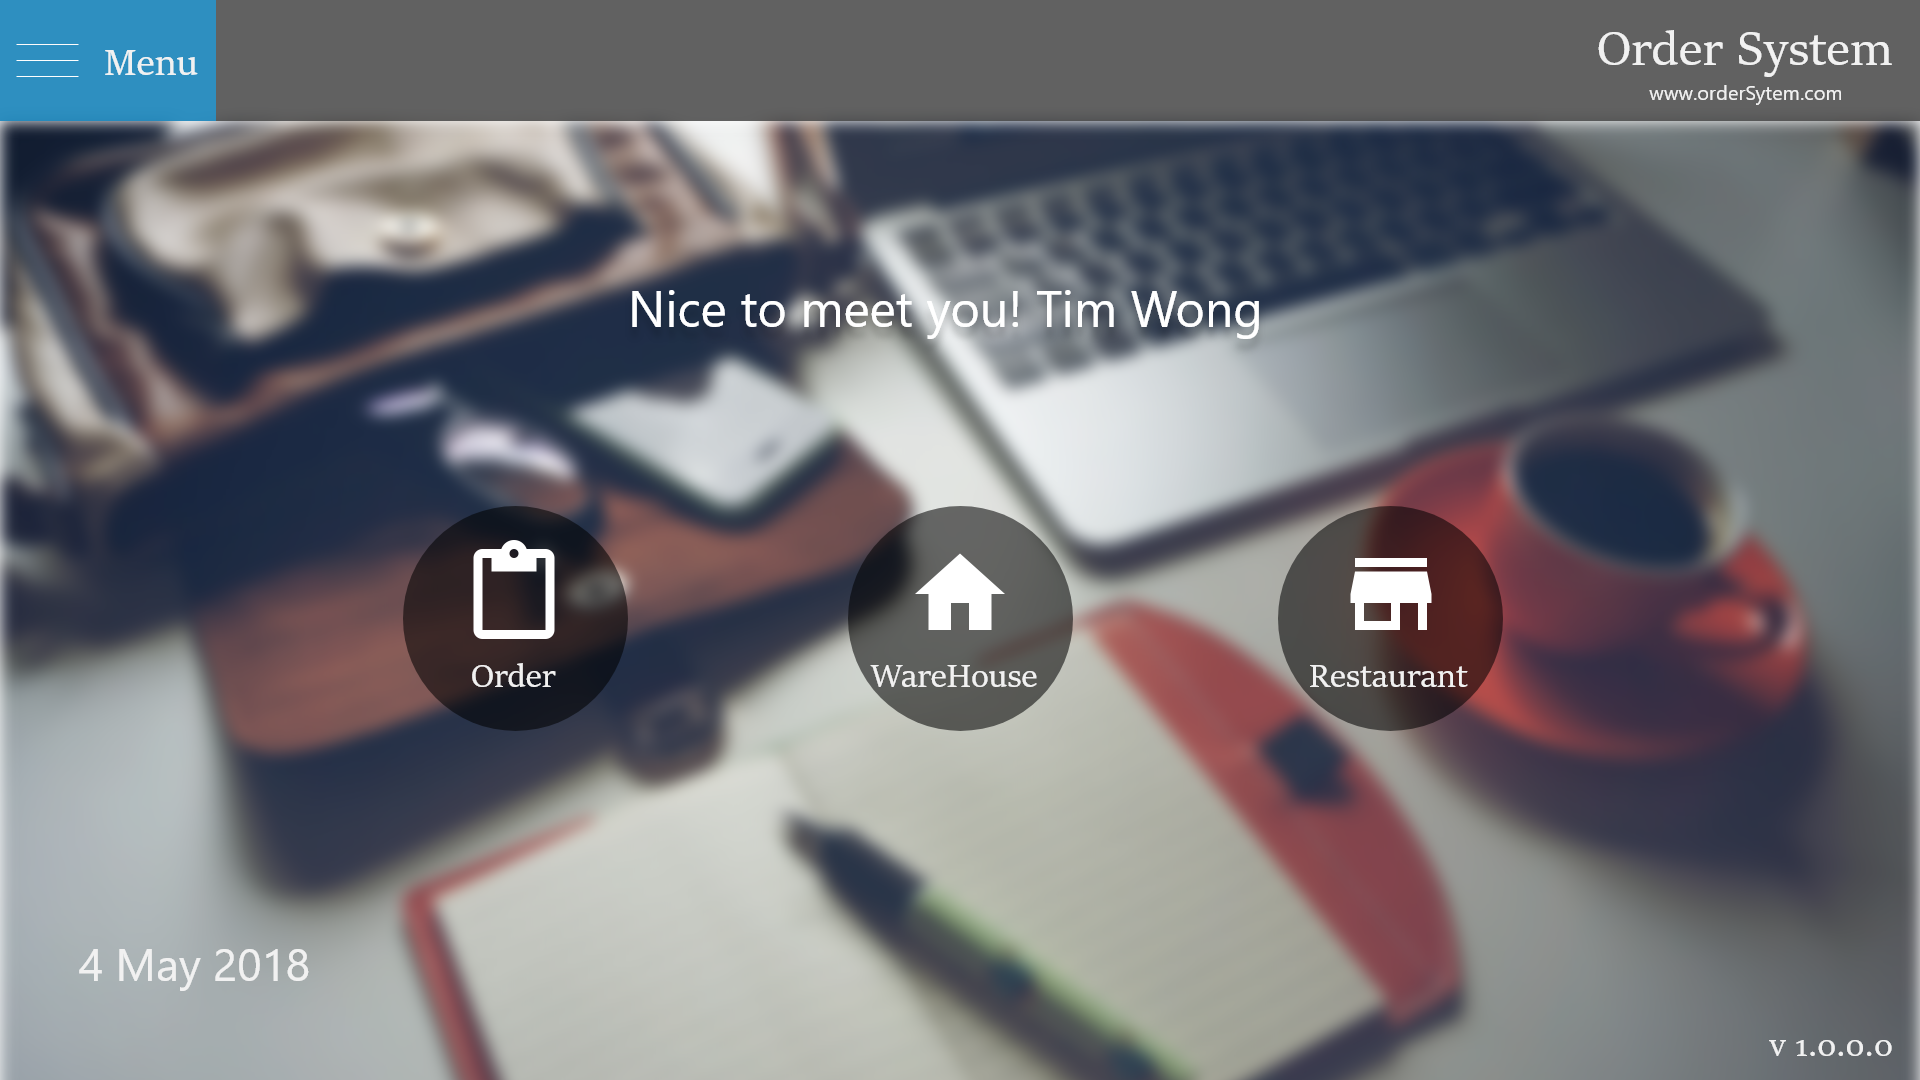 Menu
Order System
www.orderSytem.com
Nice to meet you! Tim Wong
Order
WareHouse
Restaurant
4 May 2018
v 1.0.0.0